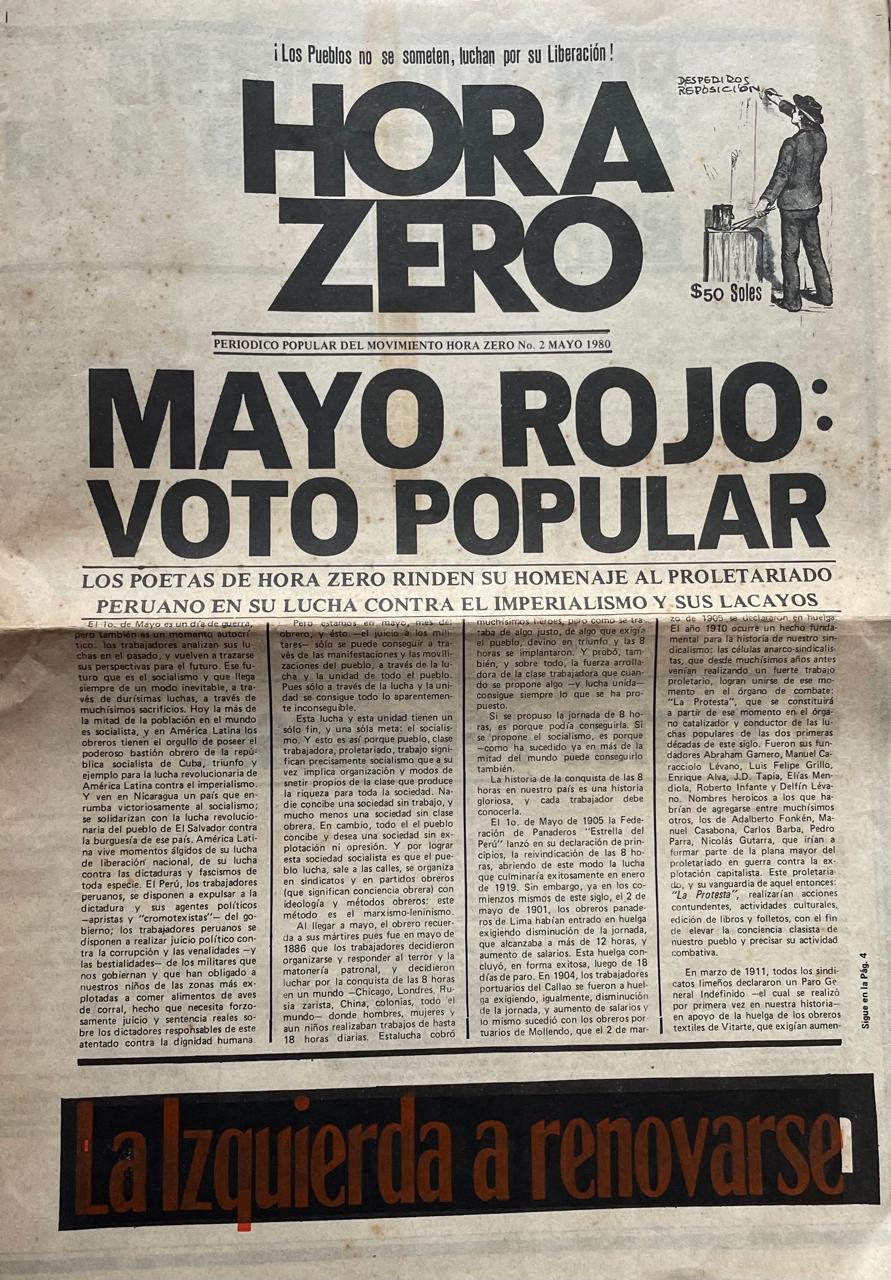 ¡Los Pueblos no se someten, luchan por su Liberación!
HORA
ZERO
DESPEDIDOS
REPOSICIÓN
$50 Soles
PERIODICO POPULAR DEL MOVIMIENTO HORA ZERO No. 2 MAYO 1980
MAYO ROJO:
VOTO POPULAR
LOS POETAS DE HORA ZERO RINDEN SU HOMENAJE AL PROLETARIADO
PERUANO EN SU LUCHA CONTRA EL IMPERIALISMO Y SUS LACAYOS
El 1o. de Mayo es un día de guerra,
pero también es un momento autocrí
tico: los trabajadores analizan sus lu
chas en el pasado, y vuelven a trazarse
sus perspectivas para el futuro. Ese fu-
turo que es el socialismo y que llega
siempre de un modo inevitable, a tra-
vés de durísimas luchas, a través de
muchísimos sacrificios. Hoy la más de
la mitad de la población en el mundo
es socialista, y en América Latina los
obreros tienen el orgullo de poseer el
poderoso bastión obrero de la repú
blica socialista de Cuba, triunfo y
ejemplo para la lucha revolucionaria de
América Latina contra el imperialismo.
Y ven en Nicaragua un país que en-
rumba victoriosamente al socialismo;
se solidarizan con la lucha revolucio-
naria del pueblo de El Salvador contra
la burguesía de ese país. América Lati-
na vive momentos álgidos de su lucha
de liberación nacional, de su lucha
contra las dictaduras y fascismos de
toda especie. El Perú, los trabajadores
peruanos, se disponen a expulsar a la
dictadura y sus agentes políticos
—apristas y "cromotexistas"— del go-
bierno; los trabajadores peruanos se
disponen a realizar juicio político con-
tra la corrupción y las venalidades —y
las bestialidades— de los militares que
nos gobiernan y que han obligado a
nuestros niños de las zonas más ex-
plotadas a comer alimentos de aves
de corral, hecho que necesita forzo-
samente juicio y sentencia reales so-
bre los dictadores responsables de este
atentado contra la dignidad humana.
Pero estamos en mayo, mes del
obrero, y ésto —el juicio a los mili-
tares— sólo se puede conseguir a tra-
vés de las manifestaciones y las movili-
zaciones del pueblo, a través de la lu-
cha y la unidad de todo el pueblo.
Pues sólo a través de la lucha y la uni-
dad se consigue todo lo aparentemen-
te inconseguible.
Esta lucha y esta unidad tienen un
sólo fin, y una sóla meta: el socialis-
mo. Y esto es así porque pueblo, clase
trabajadora, proletariado, trabajo signi-
fican precisamente socialismo que a su
vez implica organización y modos de
snetir propios de la clase que produce
la riqueza para toda la sociedad. Na-
die concibe una sociedad sin trabajo, y
mucho menos una sociedad sin clase
obrera. En cambio, todo el pueblo
concibe y desea una sociedad sin ex-
plotación ni opresión. Y por lograr
esta sociedad socialista es que el pue-
blo lucha, sale a las calles, se organiza
en sindicatos y en partidos obreros
(que significan conciencia obrera) con
ideología y métodos obreros: este
método es el marxismo-leninismo.
Al llegar a mayo, el obrero recuer-
da a sus mártires pues fue en mayo de
1886 que los trabajadores decidieron
organizarse y responder al terror y la
matonería patronal, y decidieron
luchar por la conquista de las 8 horas
en un mundo —Chicago, Londres, Ru-
sia zarista, China, colonias, todo el
mundo— donde hombres, mujeres y
aun niños realizaban trabajos de hasta
18 horas diarias. Estalucha cobró
muchísimos héroes, pero como se tra-
taba de algo justo, de algo que exigía
el pueblo, devino en triunfo y las 8
horas se implantaron. Y probó, tam-
bién, y sobre todo, la fuerza arrolla-
dora de la clase trabajadora que cuan-
do se propone algo —y lucha unida—
consigue siempre lo que se ha pro-
puesto.
Si se propuso la jornada de 8 ho-
ras, es porque podía conseguirla. Si
se propone el socialismo, es porque
—como ha sucedido ya en más de la
mitad del mundo puede conseguirlo
también.
La historia de la conquista de las 8
horas en nuestro país es una historia
gloriosa, y cada trabajador debe
conocerla.
El 1o. de Mayo de 1905 la Fede-
ración de Panaderos "Estrella del
Perú" lanzó en su declaración de prin-
cipios, la reivindicación de las 8 ho-
ras, abriendo de este modo la lucha
que culminaría exitosamente en enero
de 1919. Sin embargo, ya en los co-
mienzos mismos de este siglo, el 2 de
mayo de 1901, los obreros panade-
ros de Lima habían entrado en huelga
exigiendo disminución de la jornada,
que alcanzaba a más de 12 horas, y
aumento de salarios. Esta huelga con-
cluyó, en forma exitosa, luego de 18
días de paro. En 1904, los trabajadores
portuarios del Callao se fueron a huel-
ga exigiendo, igualmente, disminución
de la jornada, y aumento de salarios y
lo mismo sucedió con los obreros por-
tuarios de Mollendo, que el 2 de mar-
zo de 1905 se declararon en huelga.
El año 1910 ocurre un hecho funda-
mental para la historia de nuestro sin-
dicalismo: las células anarco-sindicalis-
tas, que desde muchísimos años antes
venían realizando un fuerte trabajo
proletario, logran unirse de ese mo-
mento en el órgano de combate:
"La Protesta", que se constituirá
a partir de ese momento en el órga-
no catalizador y conductor de las lu-
chas populares de las dos primeras
décadas de este siglo. Fueron sus fun-
dadores Abraham Gamero, Manuel Ca-
racciolo Lévano, Luis Felipe Grillo,
Enrique Alva, J.D. Tapia, Elías Men-
diola, Roberto Infante y Delfín Léva-
no. Nombres heroicos a los que ha-
brían de agregarse entre muchísimos
otros, los de Adalberto Fonkén, Ma-
nuel Casabona, Carlos Barba, Pedro
Parra, Nicolás Gutarra, que irían a
formar parte de la plana mayor del
proletariado en guerra contra la ex-
plotación capitalista. Este proletaria-
do, y su vanguardia de aquel entonces:
"La Protesta", realizarían acciones
contundentes, actividades culturales,
edición de libros y folletos, con el fin
de elevar la conciencia clasista de
nuestro pueblo y precisar su actividad
combativa.
En marzo de 1911, todos los sindi-
catos limeños declararon un Paro Ge
neral Indefinido —el cual se realizó
por primera vez en nuestra historia—
en apoyo de la huelga de los obreros
textiles de Vitarte, que exigían aumen-
Sigue en la Pág. 4
La Izquierda a renovarse